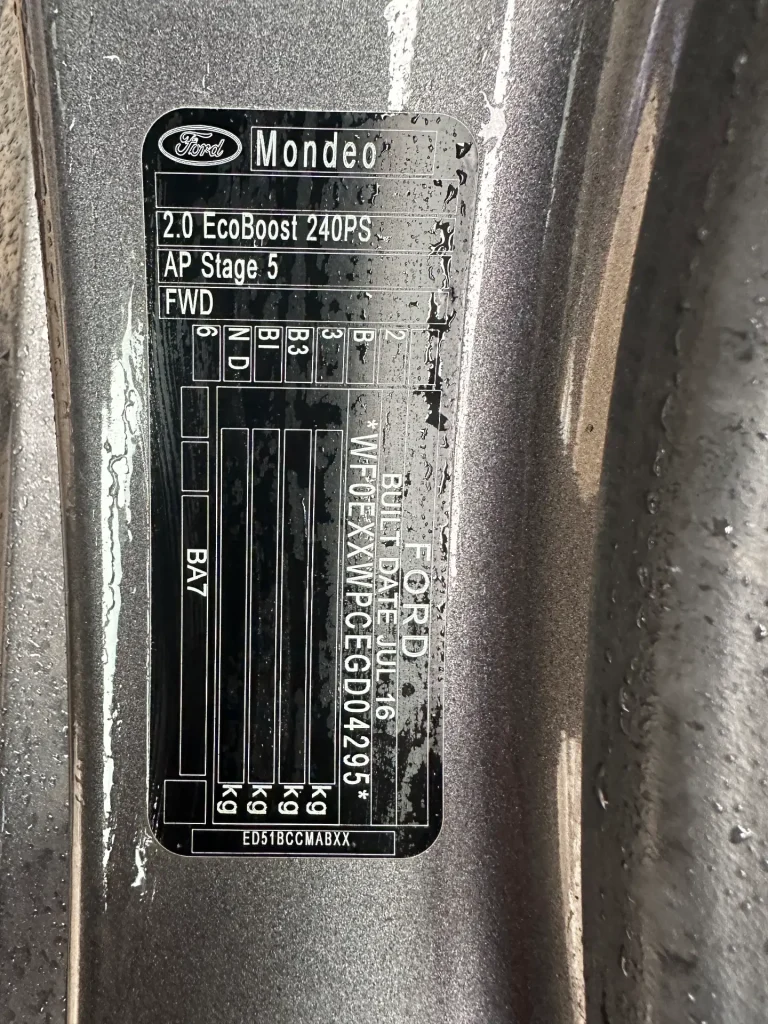 Ford
Mondeo
2.0 EcoBoost 240PS
AP Stage 5
FWD
2
B
3
B3
BI
N D
6
FORD
BUILT DATE JUL 16
*WF0EXXWPCEGD04295*
kg
kg
kg
kg
BA7
ED51BCCMABXX